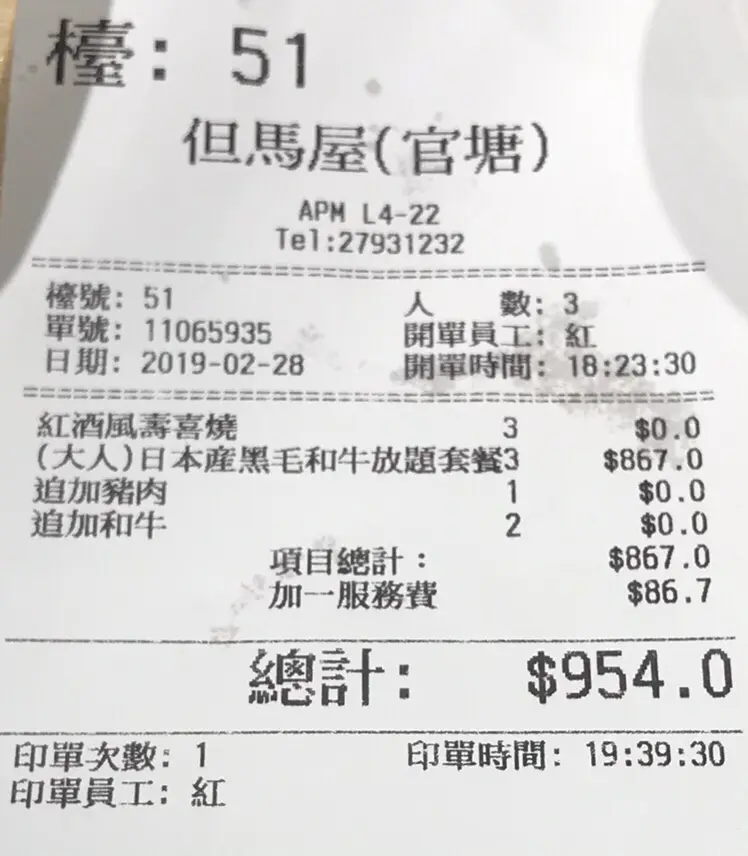 檯: 51
但馬屋(官塘)
APM L4-22
Tel:27931232
檯號: 51 人 數: 3
單號: 11065935 開單員工: 紅
日期: 2019-02-28 開單時間: 18:23:30
紅酒風壽喜燒 3 $0.0
(大人)日本産黑毛和牛放題套餐3 $867.0
追加豬肉 1 $0.0
追加和牛 2 $0.0
項目總計: $867.0
加一服務費 $86.7
總計: $954.0
印單次數: 1 印單時間: 19:39:30
印單員工: 紅